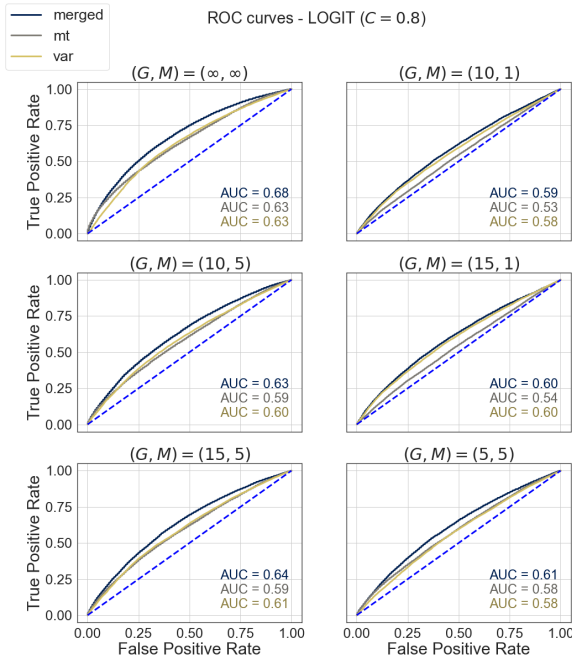 merged
mt
var
ROC curves - LOGIT (C = 0.8)
(G, M) = (∞, ∞)
True Positive Rate
1.00
0.75
0.50
0.25
0.00
AUC = 0.68
AUC = 0.63
AUC = 0.63
(G, M) = (10, 1)
AUC = 0.59
AUC = 0.53
AUC = 0.58
(G, M) = (10, 5)
True Positive Rate
1.00
0.75
0.50
0.25
0.00
AUC = 0.63
AUC = 0.59
AUC = 0.60
(G, M) = (15, 1)
AUC = 0.60
AUC = 0.54
AUC = 0.60
(G, M) = (15, 5)
True Positive Rate
1.00
0.75
0.50
0.25
0.00
AUC = 0.64
AUC = 0.59
AUC = 0.61
0.00 0.25 0.50 0.75 1.00
False Positive Rate
(G, M) = (5, 5)
AUC = 0.61
AUC = 0.58
AUC = 0.58
0.00 0.25 0.50 0.75 1.00
False Positive Rate